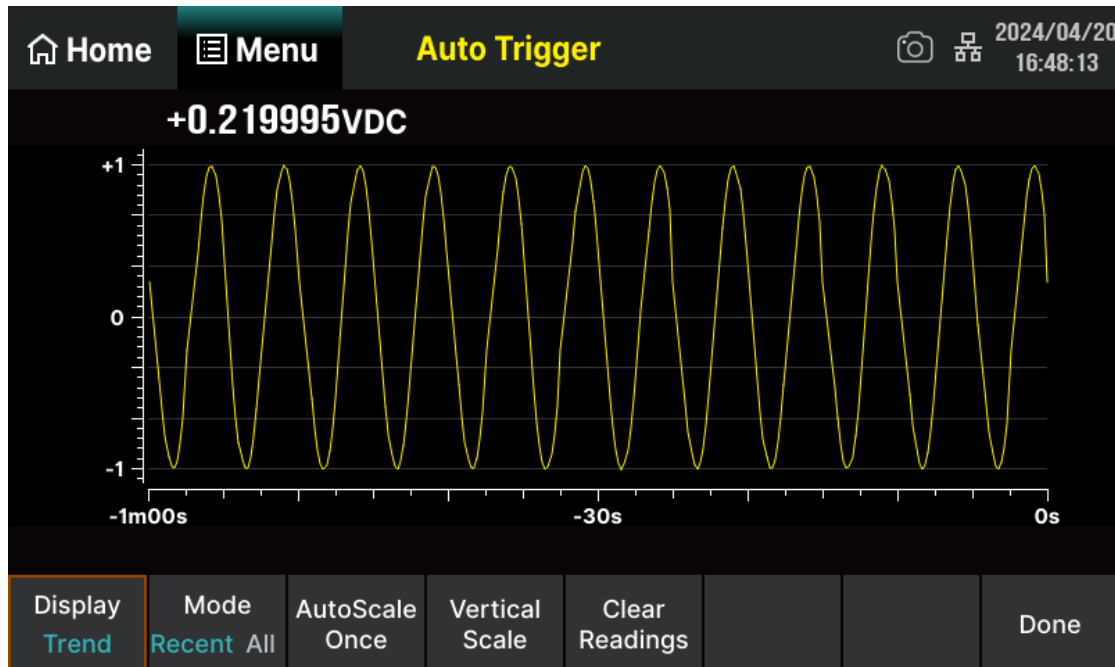 Home Menu Auto Trigger 2024/04/20
16:48:13
+0.219995VDC
+1
0
-1
-1m00s -30s 0s
Display Mode AutoScale Vertical Clear Done
Trend Recent All Once Scale Readings